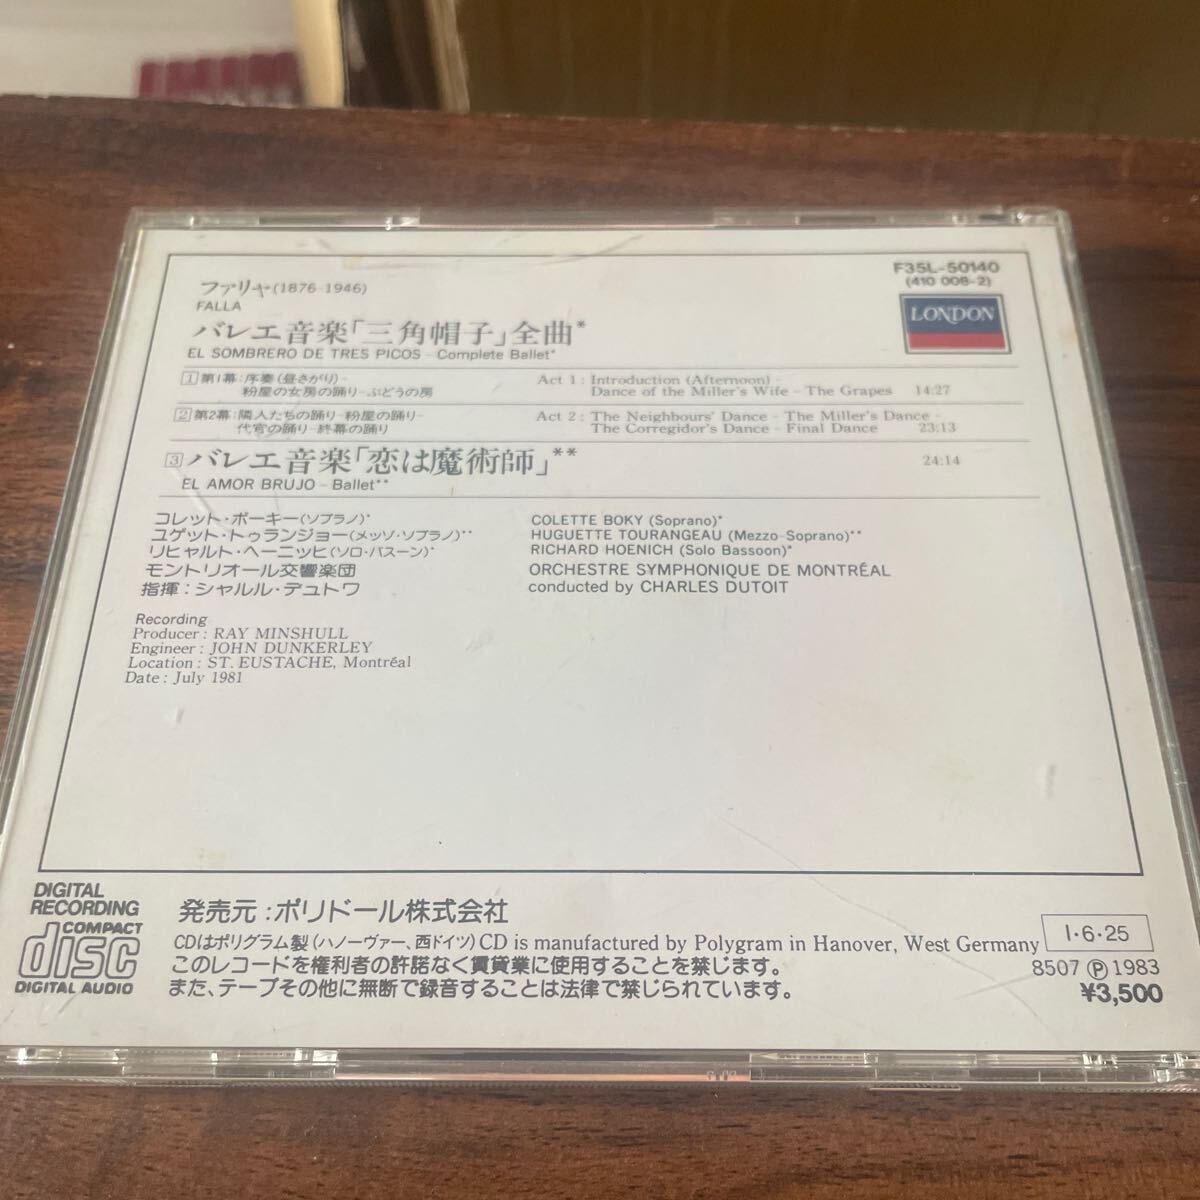 F35L-50140
(410 008-2)
LONDON
ファリャ(1876-1946)
FALLA
バレエ音楽「三角帽子」全曲*
EL SOMBRERO DE TRES PICOS – Complete Ballet*
1 第1幕:序奏(昼さがり)–
粉屋の女房の踊り–ぶどうの房
Act 1 : Introduction (Afternoon) –
Dance of the Miller's Wife – The Grapes 14:27
2 第2幕:隣人たちの踊り–粉屋の踊り–
代官の踊り–終幕の踊り
Act 2 : The Neighbours' Dance – The Miller's Dance –
The Corregidor's Dance – Final Dance 23:13
3 バレエ音楽「恋は魔術師」** 24:14
EL AMOR BRUJO – Ballet**
コレット・ボーキー(ソプラノ)*
ユゲット・トゥランジョー(メッゾ・ソプラノ)**
リヒャルト・ヘーニッヒ(ソロ・バスーン)*
モントリオール交響楽団
指揮：シャルル・デュトワ
COLETTE BOKY (Soprano)*
HUGUETTE TOURANGEAU (Mezzo-Soprano)**
RICHARD HOENICH (Solo Bassoon)*
ORCHESTRE SYMPHONIQUE DE MONTRÉAL
conducted by CHARLES DUTOIT
Recording
Producer : RAY MINSHULL
Engineer : JOHN DUNKERLEY
Location : ST. EUSTACHE, Montréal
Date : July 1981
DIGITAL
RECORDING
COMPACT
disc
DIGITAL AUDIO
発売元：ポリドール株式会社
CDはポリグラム製(ハノーヴァー、西ドイツ) CD is manufactured by Polygram in Hanover, West Germany
このレコードを権利者の許諾なく賃貸業に使用することを禁じます。
また、テープその他に無断で録音することは法律で禁じられています。
I・6・25
8507 Ⓟ 1983
¥3,500